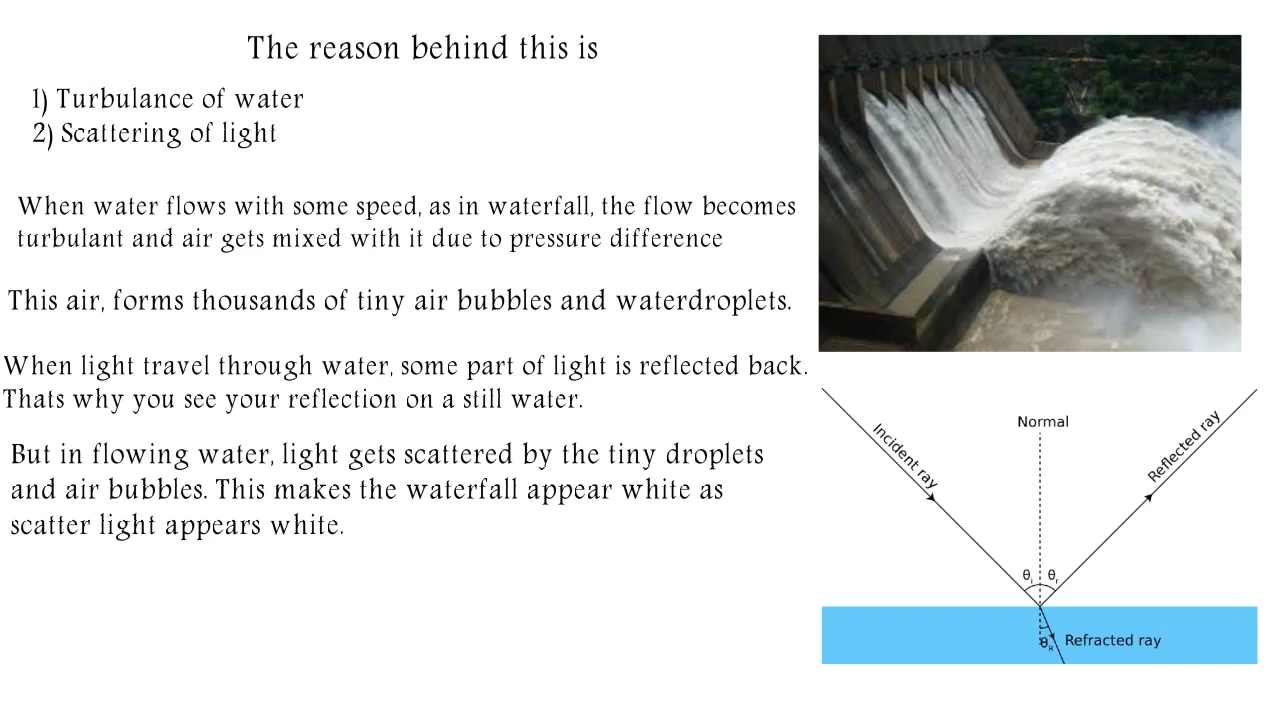 The reason behind this is
1) Turbulance of water
2) Scattering of light
When water flows with some speed, as in waterfall, the flow becomes
turbulant and air gets mixed with it due to pressure difference
This air, forms thousands of tiny air bubbles and waterdroplets.
When light travel through water, some part of light is reflected back.
Thats why you see your reflection on a still water.
But in flowing water, light gets scattered by the tiny droplets
and air bubbles. This makes the waterfall appear white as
scatter light appears white.
Normal
Incident ray
Reflected ray
θi θr
θR Refracted ray